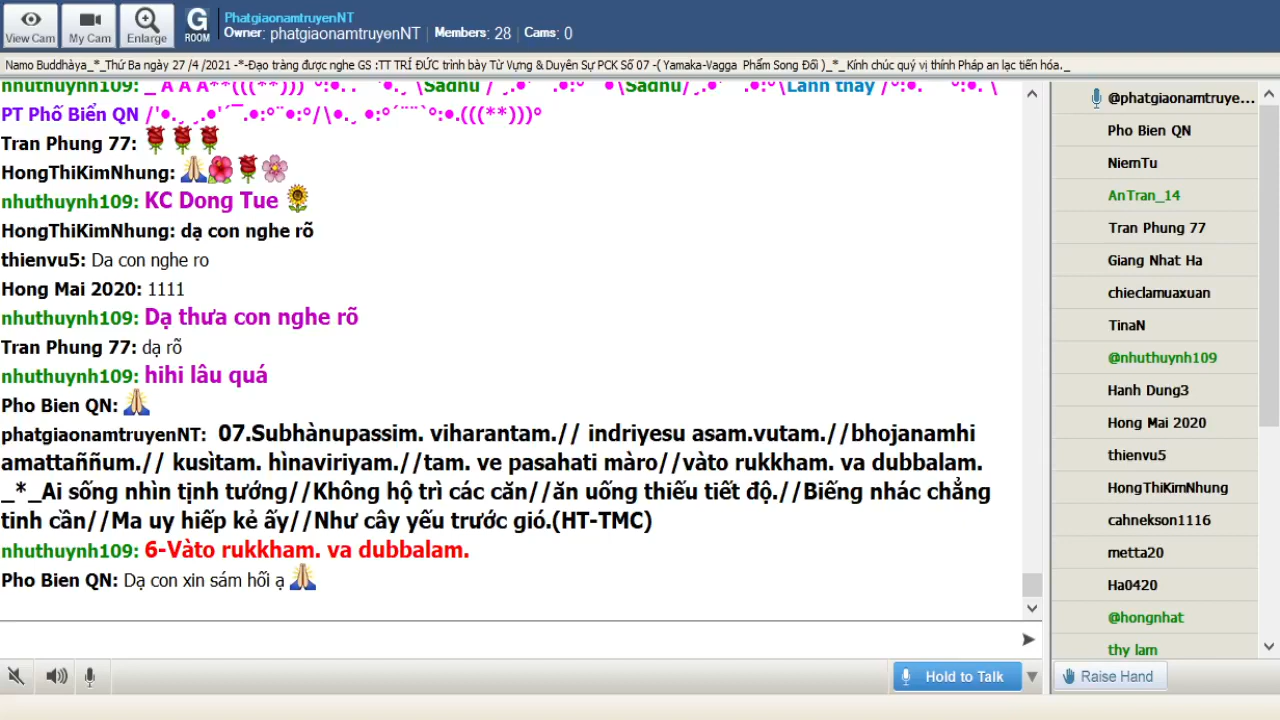 View Cam
My Cam
Enlarge
G
ROOM
PhatgiaonamtruyenNT
Owner: phatgiaonamtruyenNT | Members: 28 | Cams: 0
Namo Buddhàya_*_Thứ Ba ngày 27 /4 /2021 -*-Đạo tràng được nghe GS :TT TRÍ ĐỨC trình bày Từ Vựng & Duyên Sự PCK Số 07 -( Yamaka-Vagga Phẩm Song Đối )_*_Kính chúc quý vị thính Pháp an lạc tiến hóa._
nhuthuynh109:
PT Phố Biển QN
Tran Phung 77:
HongThiKimNhung:
nhuthuynh109: KC Dong Tue
HongThiKimNhung: dạ con nghe rõ
thienvu5: Da con nghe ro
Hong Mai 2020: 1111
nhuthuynh109: Dạ thưa con nghe rõ
Tran Phung 77: dạ rõ
nhuthuynh109: hihi lâu quá
Pho Bien QN:
phatgiaonamtruyenNT: 07.Subhànupassim. viharantam.// indriyesu asam.vutam.//bhojanamhi
amattaññum.// kusìtam. hìnaviriyam.//tam. ve pasahati màro//vàto rukkham. va dubbalam.
_*_Ai sống nhìn tịnh tướng//Không hộ trì các căn//ăn uống thiếu tiết độ.//Biếng nhác chẳng
tinh cần//Ma uy hiếp kẻ ấy//Như cây yếu trước gió.(HT-TMC)
nhuthuynh109: 6-Vàto rukkham. va dubbalam.
Pho Bien QN: Dạ con xin sám hối ạ
@phatgiaonamtruye...
Pho Bien QN
NiemTu
AnTran_14
Tran Phung 77
Giang Nhat Ha
chieclamuaxuan
TinaN
@nhuthuynh109
Hanh Dung3
Hong Mai 2020
thienvu5
HongThiKimNhung
cahnekson1116
metta20
Ha0420
@hongnhat
thy lam
Hold to Talk
Raise Hand